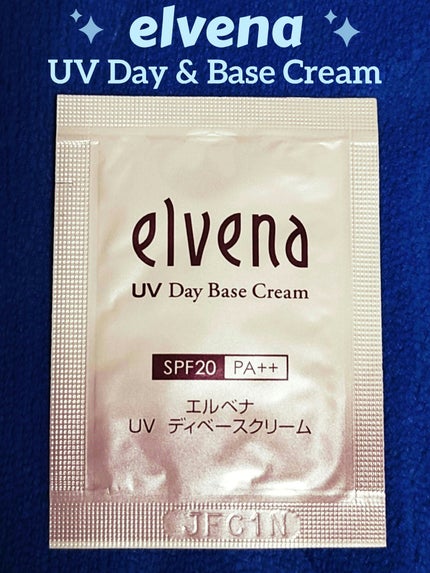 elvena
UV Day & Base Cream
elvena
UV Day Base Cream
SPF20 PA++
エルベナ
UV ディベースクリーム
JFC1N